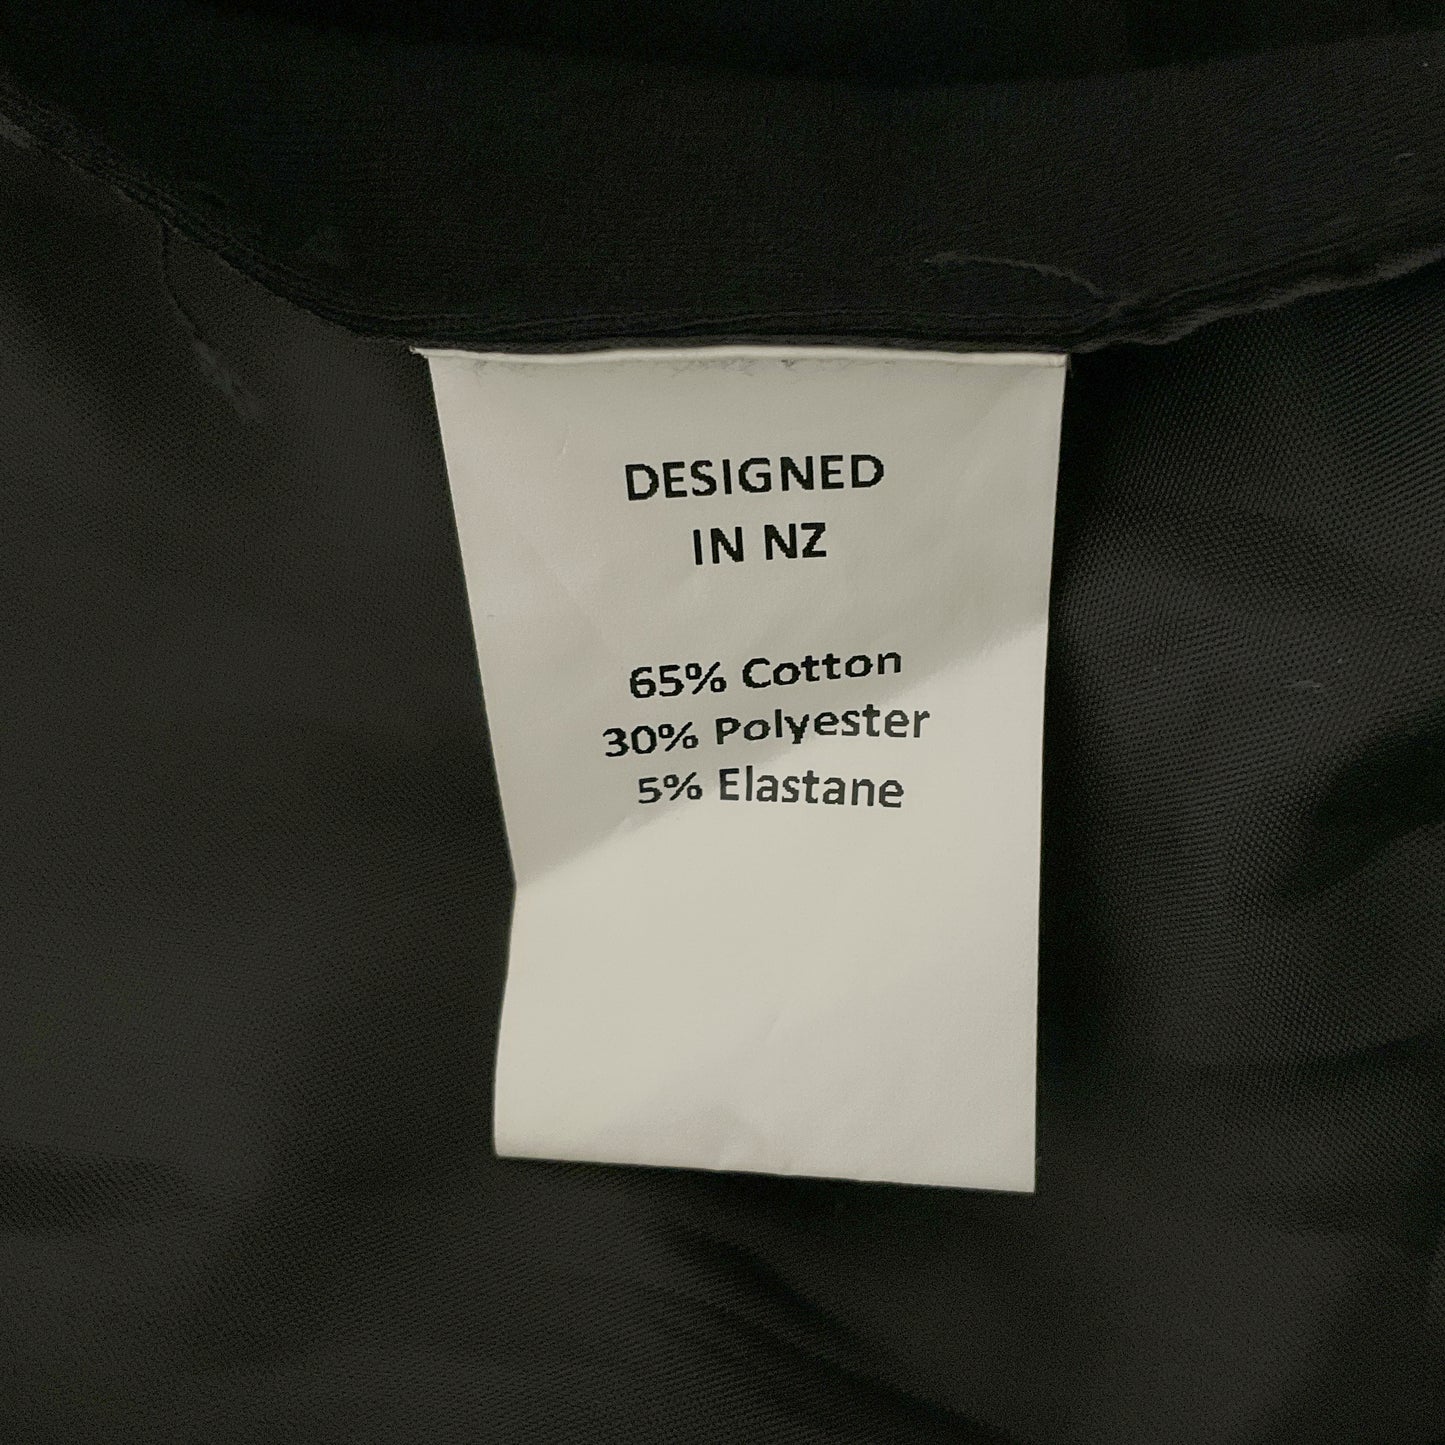 DESIGNED
IN NZ
65% Cotton
30% Polyester
5% Elastane